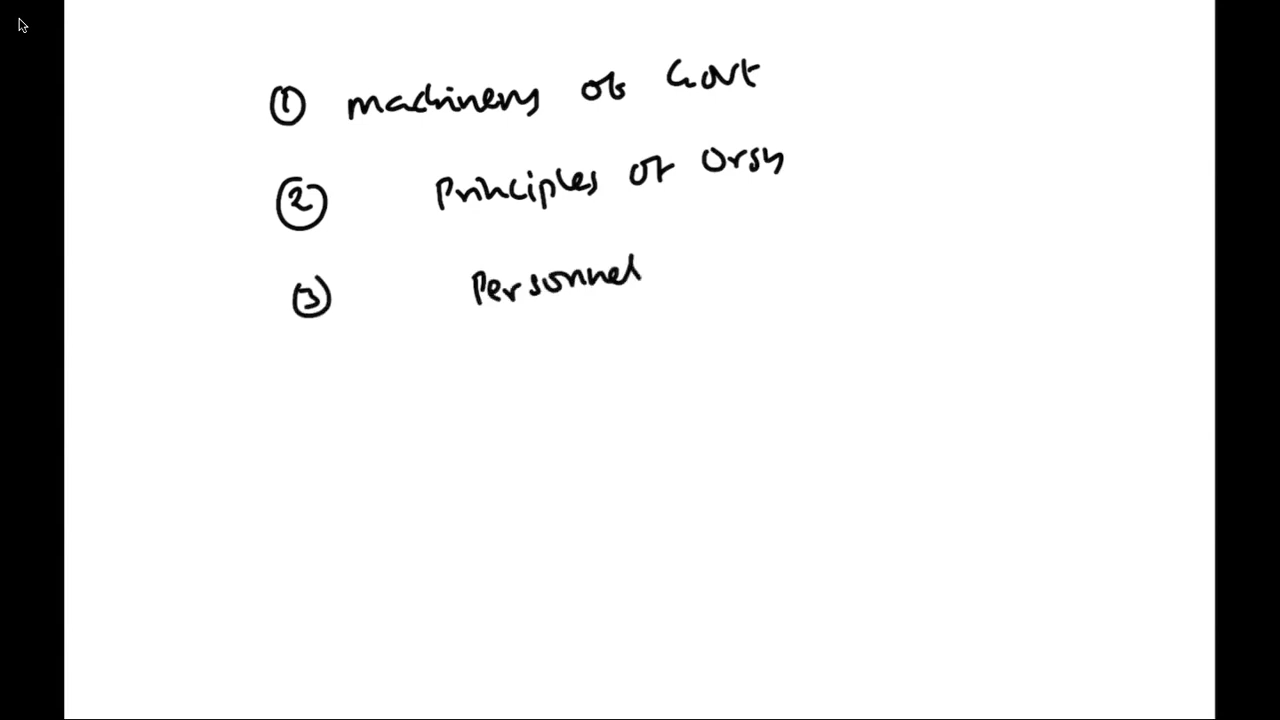 ① machinery of Govt
② Principles of Orgn
③ Personnel